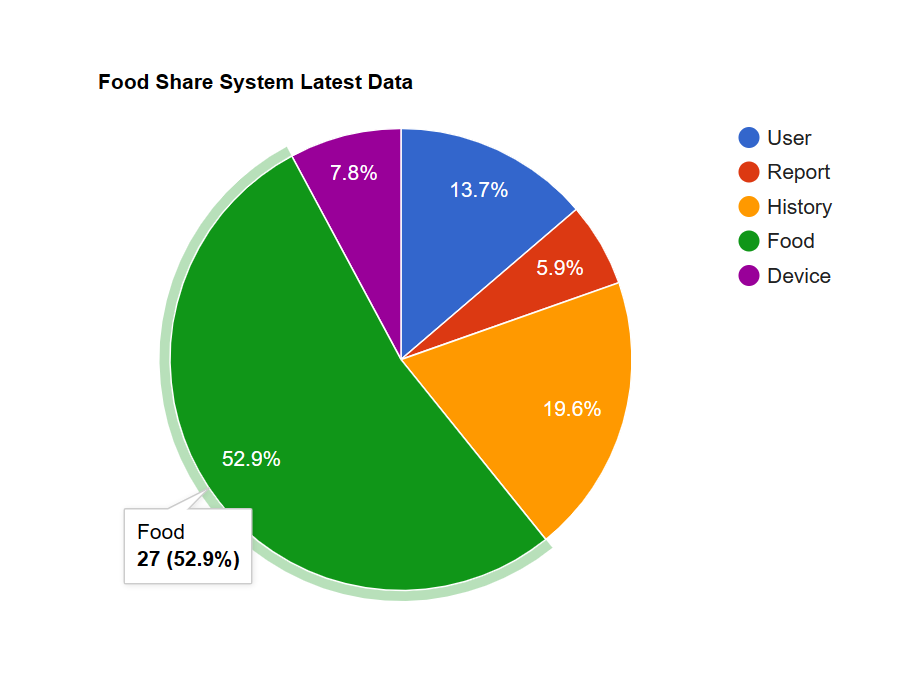 Food Share System Latest Data
User
Report
History
Food
Device
7.8%
13.7%
5.9%
19.6%
52.9%
Food
27 (52.9%)